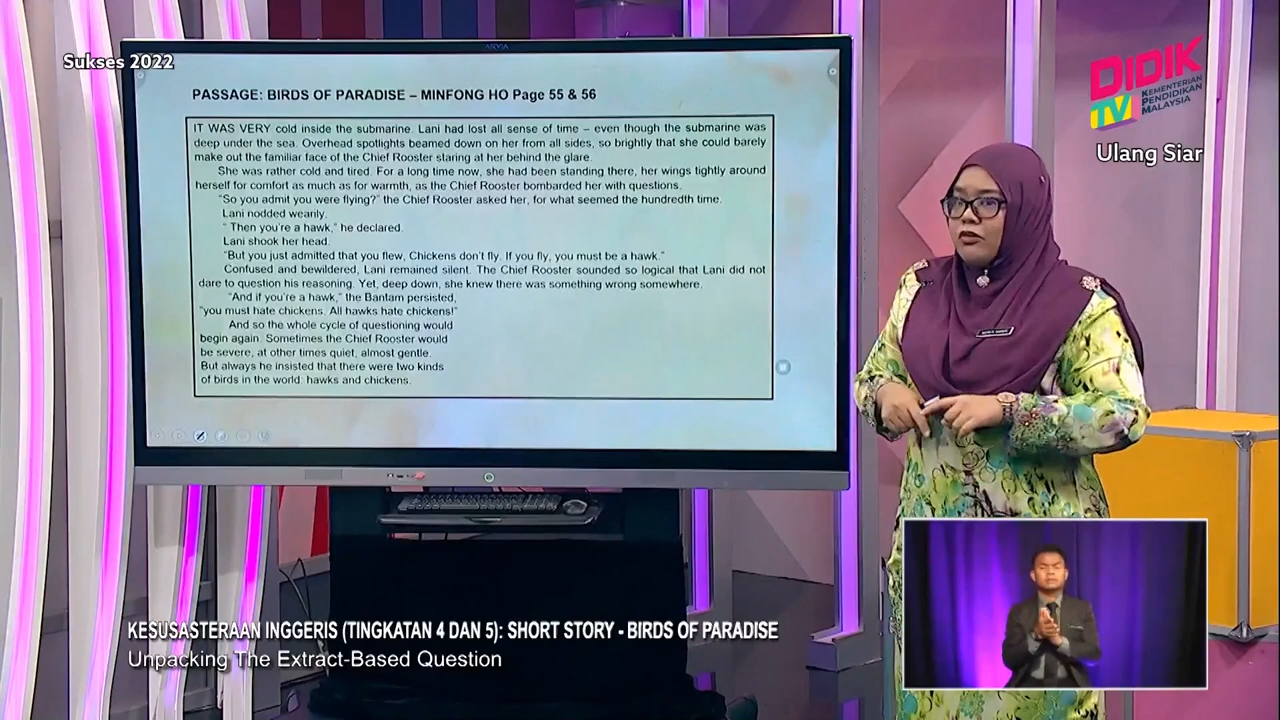 Sukses 2022
DIDIK
TV
KEMENTERIAN
PENDIDIKAN
MALAYSIA
Ulang Siar
PASSAGE: BIRDS OF PARADISE – MINFONG HO Page 55 & 56
IT WAS VERY cold inside the submarine. Lani had lost all sense of time – even though the submarine was
deep under the sea. Overhead spotlights beamed down on her from all sides, so brightly that she could barely
make out the familiar face of the Chief Rooster staring at her behind the glare.
She was rather cold and tired. For a long time now, she had been standing there, her wings tightly around
herself for comfort as much as for warmth, as the Chief Rooster bombarded her with questions.
"So you admit you were flying?" the Chief Rooster asked her, for what seemed the hundredth time.
Lani nodded wearily.
" Then you're a hawk," he declared.
Lani shook her head.
"But you just admitted that you flew, Chickens don't fly. If you fly, you must be a hawk."
Confused and bewildered, Lani remained silent. The Chief Rooster sounded so logical that Lani did not
dare to question his reasoning. Yet, deep down, she knew there was something wrong somewhere.
"And if you're a hawk," the Bantam persisted,
"you must hate chickens. All hawks hate chickens!"
And so the whole cycle of questioning would
begin again. Sometimes the Chief Rooster would
be severe, at other times quiet, almost gentle.
But always he insisted that there were two kinds
of birds in the world: hawks and chickens.
KESUSASTERAAN INGGERIS (TINGKATAN 4 DAN 5): SHORT STORY - BIRDS OF PARADISE
Unpacking The Extract-Based Question